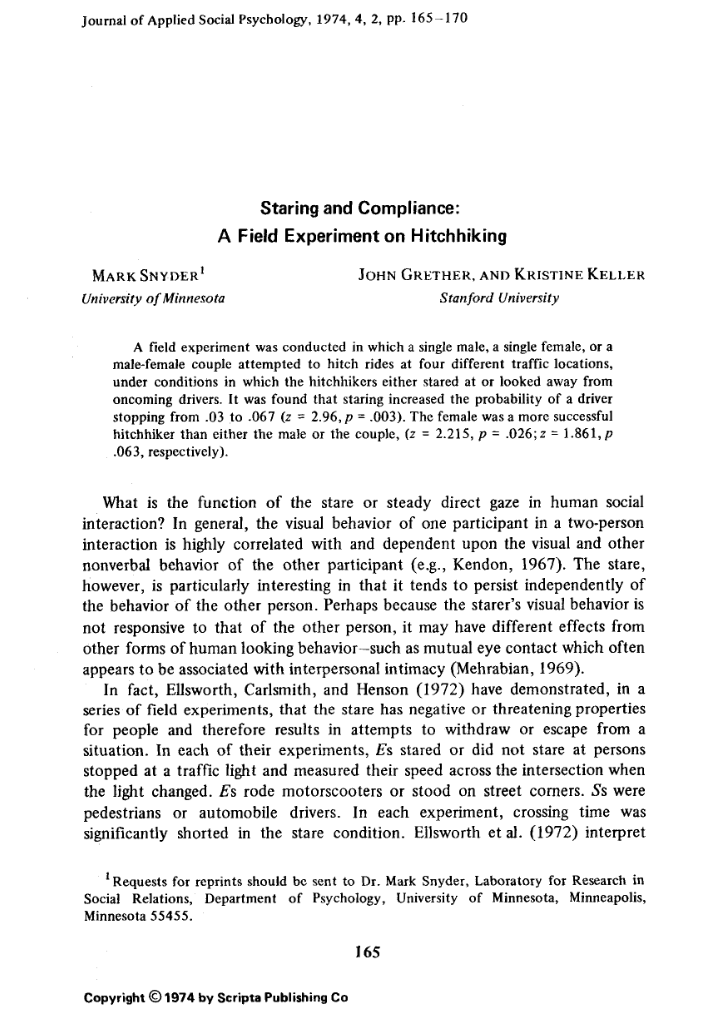 Journal of Applied Social Psychology, 1974, 4, 2, pp. 165–170
Staring and Compliance:
A Field Experiment on Hitchhiking
MARK SNYDER¹
JOHN GRETHER, AND KRISTINE KELLER
University of Minnesota
Stanford University
A field experiment was conducted in which a single male, a single female, or a
male-female couple attempted to hitch rides at four different traffic locations,
under conditions in which the hitchhikers either stared at or looked away from
oncoming drivers. It was found that staring increased the probability of a driver
stopping from .03 to .067 (z = 2.96, p = .003). The female was a more successful
hitchhiker than either the male or the couple, (z = 2.215, p = .026; z = 1.861, p
.063, respectively).
What is the function of the stare or steady direct gaze in human social
interaction? In general, the visual behavior of one participant in a two-person
interaction is highly correlated with and dependent upon the visual and other
nonverbal behavior of the other participant (e.g., Kendon, 1967). The stare,
however, is particularly interesting in that it tends to persist independently of
the behavior of the other person. Perhaps because the starer's visual behavior is
not responsive to that of the other person, it may have different effects from
other forms of human looking behavior—such as mutual eye contact which often
appears to be associated with interpersonal intimacy (Mehrabian, 1969).
In fact, Ellsworth, Carlsmith, and Henson (1972) have demonstrated, in a
series of field experiments, that the stare has negative or threatening properties
for people and therefore results in attempts to withdraw or escape from a
situation. In each of their experiments, Es stared or did not stare at persons
stopped at a traffic light and measured their speed across the intersection when
the light changed. Es rode motorscooters or stood on street corners. Ss were
pedestrians or automobile drivers. In each experiment, crossing time was
significantly shorted in the stare condition. Ellsworth et al. (1972) interpret
¹Requests for reprints should be sent to Dr. Mark Snyder, Laboratory for Research in
Social Relations, Department of Psychology, University of Minnesota, Minneapolis,
Minnesota 55455.
165
Copyright © 1974 by Scripta Publishing Co